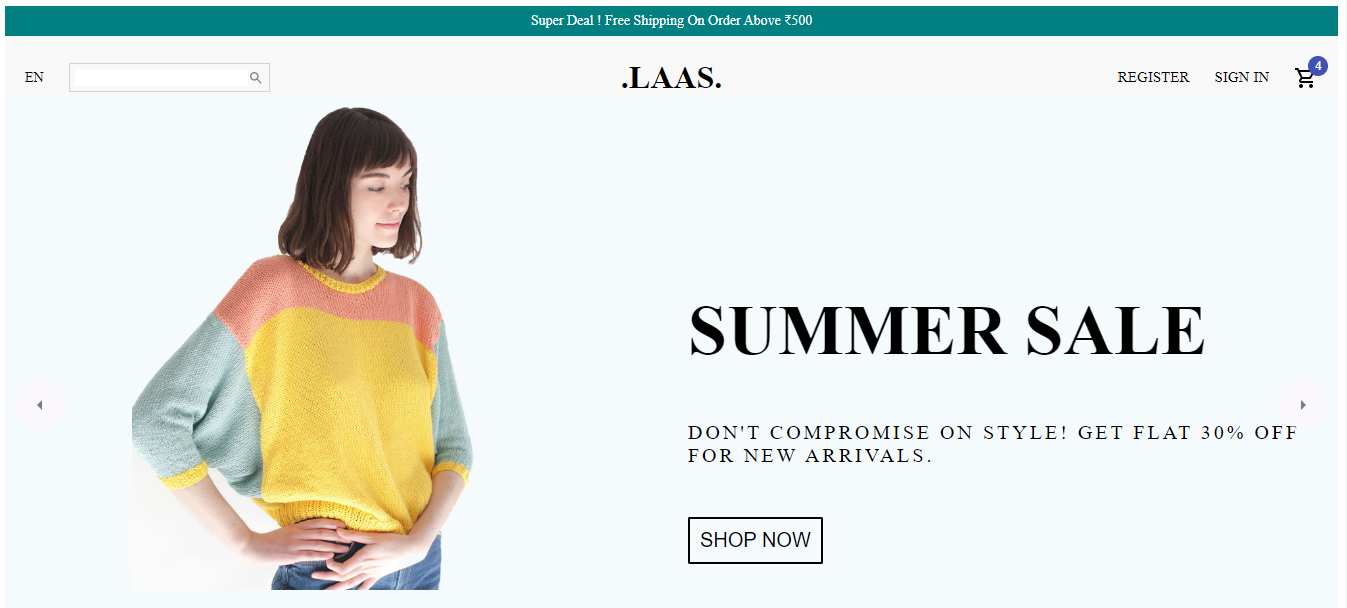 Super Deal ! Free Shipping On Order Above ₹500
EN
.LAAS.
REGISTER
SIGN IN
4
SUMMER SALE
DON'T COMPROMISE ON STYLE! GET FLAT 30% OFF
FOR NEW ARRIVALS.
SHOP NOW